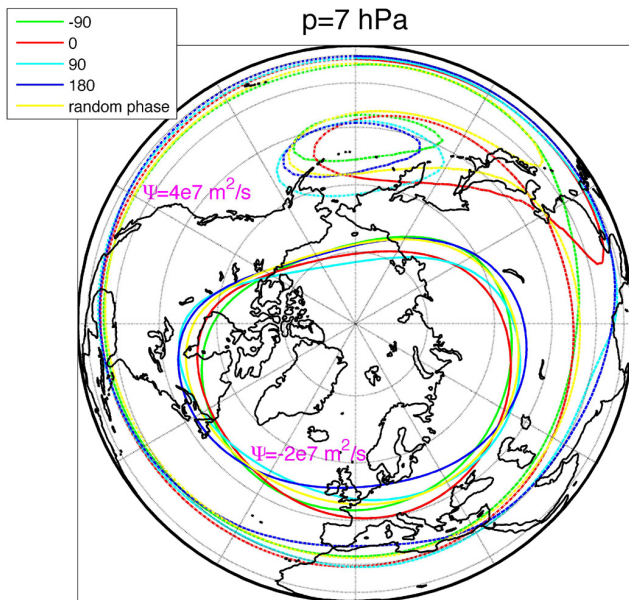 p=7 hPa
-90
0
90
180
random phase
Ψ=4e7 m²/s
Ψ=-2e7 m²/s